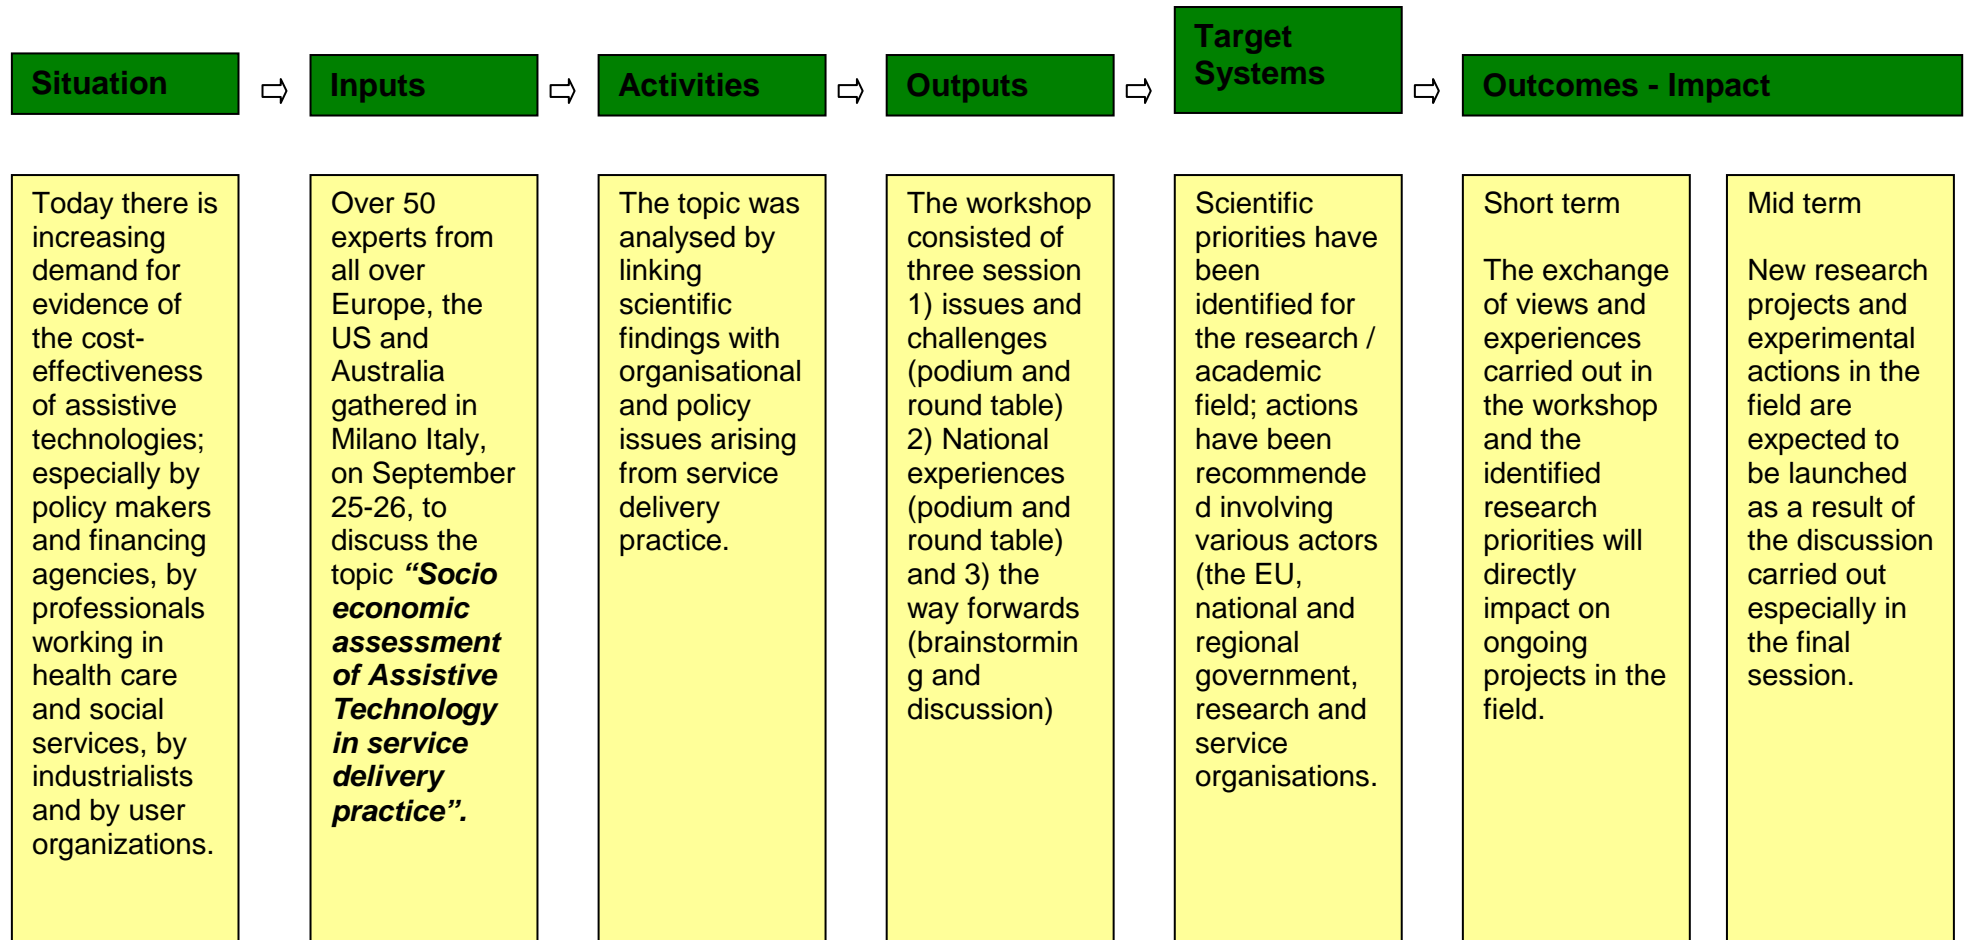 Situation
Inputs
Activities
Outputs
Target
Systems
Outcomes - Impact
Today there is
increasing
demand for
evidence of
the cost-
effectiveness
of assistive
technologies;
especially by
policy makers
and financing
agencies, by
professionals
working in
health care
and social
services, by
industrialists
and by user
organizations.
Over 50
experts from
all over
Europe, the
US and
Australia
gathered in
Milano Italy,
on September
25-26, to
discuss the
topic “Socio
economic
assessment
of Assistive
Technology
in service
delivery
practice”.
The topic was
analysed by
linking
scientific
findings with
organisational
and policy
issues arising
from service
delivery
practice.
The workshop
consisted of
three session
1) issues and
challenges
(podium and
round table)
2) National
experiences
(podium and
round table)
and 3) the
way forwards
(brainstormin
g and
discussion)
Scientific
priorities have
been
identified for
the research /
academic
field; actions
have been
recommende
d involving
various actors
(the EU,
national and
regional
government,
research and
service
organisations.
Short term
The exchange
of views and
experiences
carried out in
the workshop
and the
identified
research
priorities will
directly
impact on
ongoing
projects in the
field.
Mid term
New research
projects and
experimental
actions in the
field are
expected to
be launched
as a result of
the discussion
carried out
especially in
the final
session.